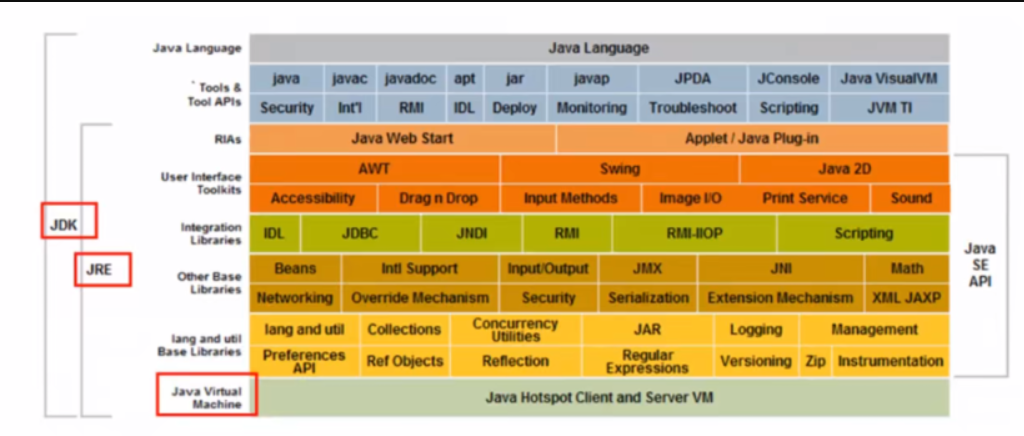 Java Language
Java Language
Tools & Tool APIs
java javac javadoc apt jar javap JPDA JConsole Java VisualVM
Security Int'l RMI IDL Deploy Monitoring Troubleshoot Scripting JVM TI
RIAs
Java Web Start Applet / Java Plug-in
User Interface Toolkits
AWT Swing Java 2D
Accessibility Drag n Drop Input Methods Image I/O Print Service Sound
JDK
Integration Libraries
IDL JDBC JNDI RMI RMI-IIOP Scripting
JRE
Other Base Libraries
Beans Intl Support Input/Output JMX JNI Math
Networking Override Mechanism Security Serialization Extension Mechanism XML JAXP
Java SE API
lang and util Base Libraries
lang and util Collections Concurrency Utilities JAR Logging Management
Preferences API Ref Objects Reflection Regular Expressions Versioning Zip Instrumentation
Java Virtual Machine
Java Hotspot Client and Server VM